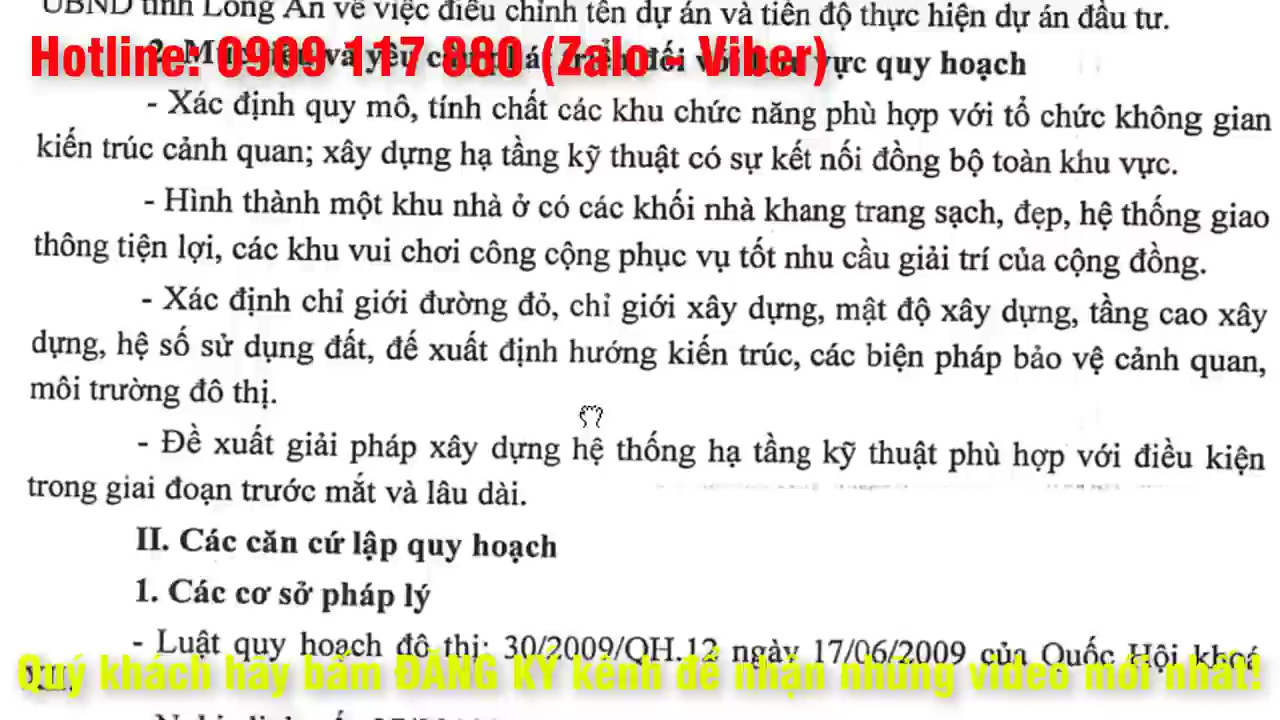 UBND tỉnh Long An về việc điều chỉnh tên dự án và tiến độ thực hiện dự án đầu tư.
Hotline: 0909 117 880 (Zalo - Viber)
và yêu đối vực quy hoạch
- Xác định quy mô, tính chất các khu chức năng phù hợp với tổ chức không gian
kiến trúc cảnh quan; xây dựng hạ tầng kỹ thuật có sự kết nối đồng bộ toàn khu vực.
- Hình thành một khu nhà ở có các khối nhà khang trang sạch, đẹp, hệ thống giao
thông tiện lợi, các khu vui chơi công cộng phục vụ tốt nhu cầu giải trí của cộng đồng.
- Xác định chỉ giới đường đỏ, chỉ giới xây dựng, mật độ xây dựng, tầng cao xây
dựng, hệ số sử dụng đất, đế xuất định hướng kiến trúc, các biện pháp bảo vệ cảnh quan,
môi trường đô thị.
- Đề xuất giải pháp xây dựng hệ thống hạ tầng kỹ thuật phù hợp với điều kiện
trong giai đoạn trước mắt và lâu dài.
II. Các căn cứ lập quy hoạch
1. Các cơ sở pháp lý
- Luật quy hoạch đô thị: 30/2009/QH.12 ngày 17/06/2009 của Quốc Hội khoá
Quý khách hãy bấm ĐĂNG KÝ kênh để nhận những video mới nhất!